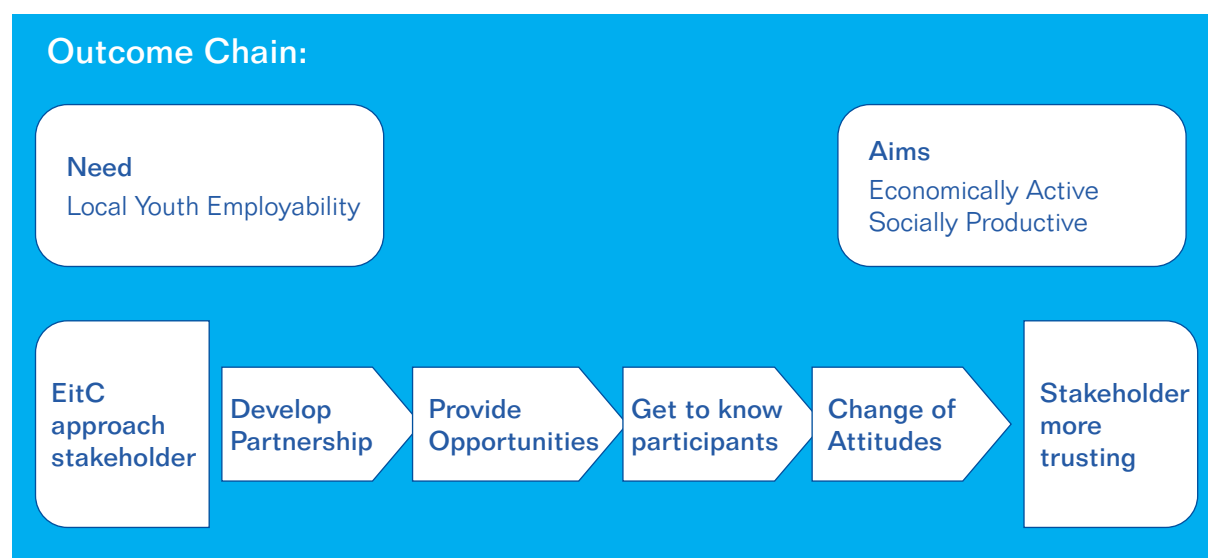 Outcome Chain:
Need
Local Youth Employability
Aims
Economically Active
Socially Productive
EitC
approach
stakeholder
Develop
Partnership
Provide
Opportunities
Get to know
participants
Change of
Attitudes
Stakeholder
more
trusting